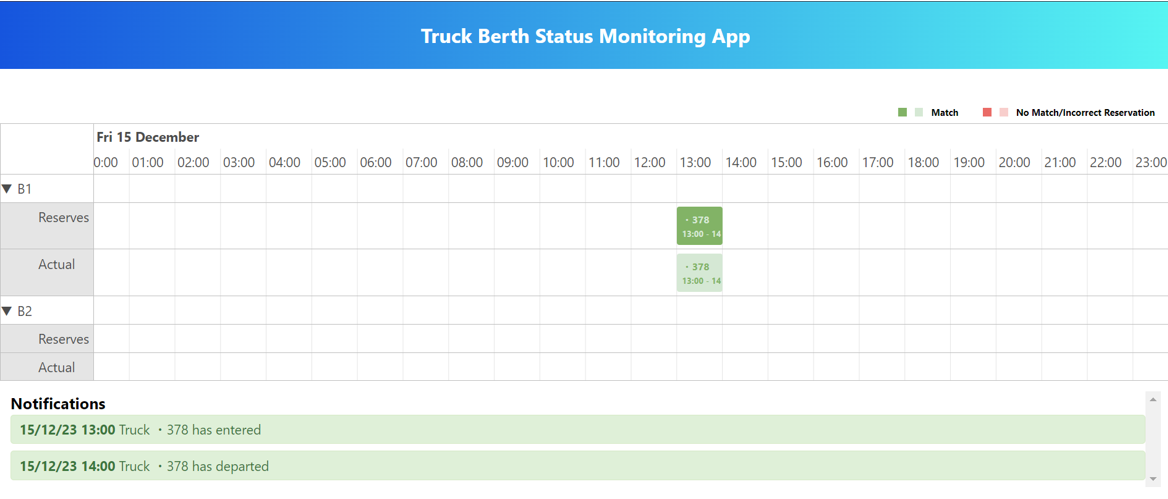 Truck Berth Status Monitoring App
Match No Match/Incorrect Reservation
Fri 15 December
0:00 01:00 02:00 03:00 04:00 05:00 06:00 07:00 08:00 09:00 10:00 11:00 12:00 13:00 14:00 15:00 16:00 17:00 18:00 19:00 20:00 21:00 22:00 23:00
▼ B1
Reserves
・378
13:00 - 14
Actual
・378
13:00 - 14
▼ B2
Reserves
Actual
Notifications
15/12/23 13:00 Truck ・378 has entered
15/12/23 14:00 Truck ・378 has departed